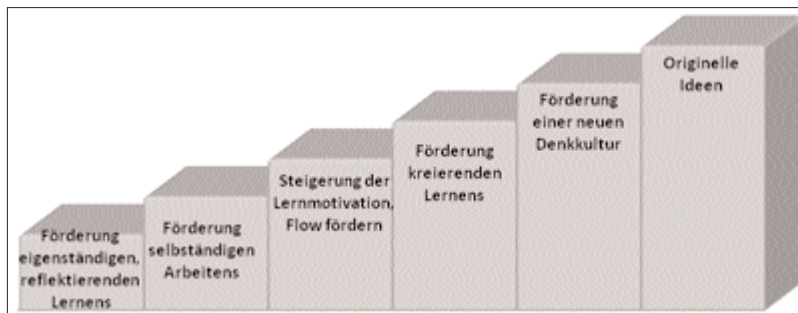 Förderung
eigenständigen,
reflektierenden
Lernens
Förderung
selbständigen
Arbeitens
Steigerung der
Lernmotivation,
Flow fördern
Förderung
kreierenden
Lernens
Förderung
einer neuen
Denkkultur
Originelle
Ideen